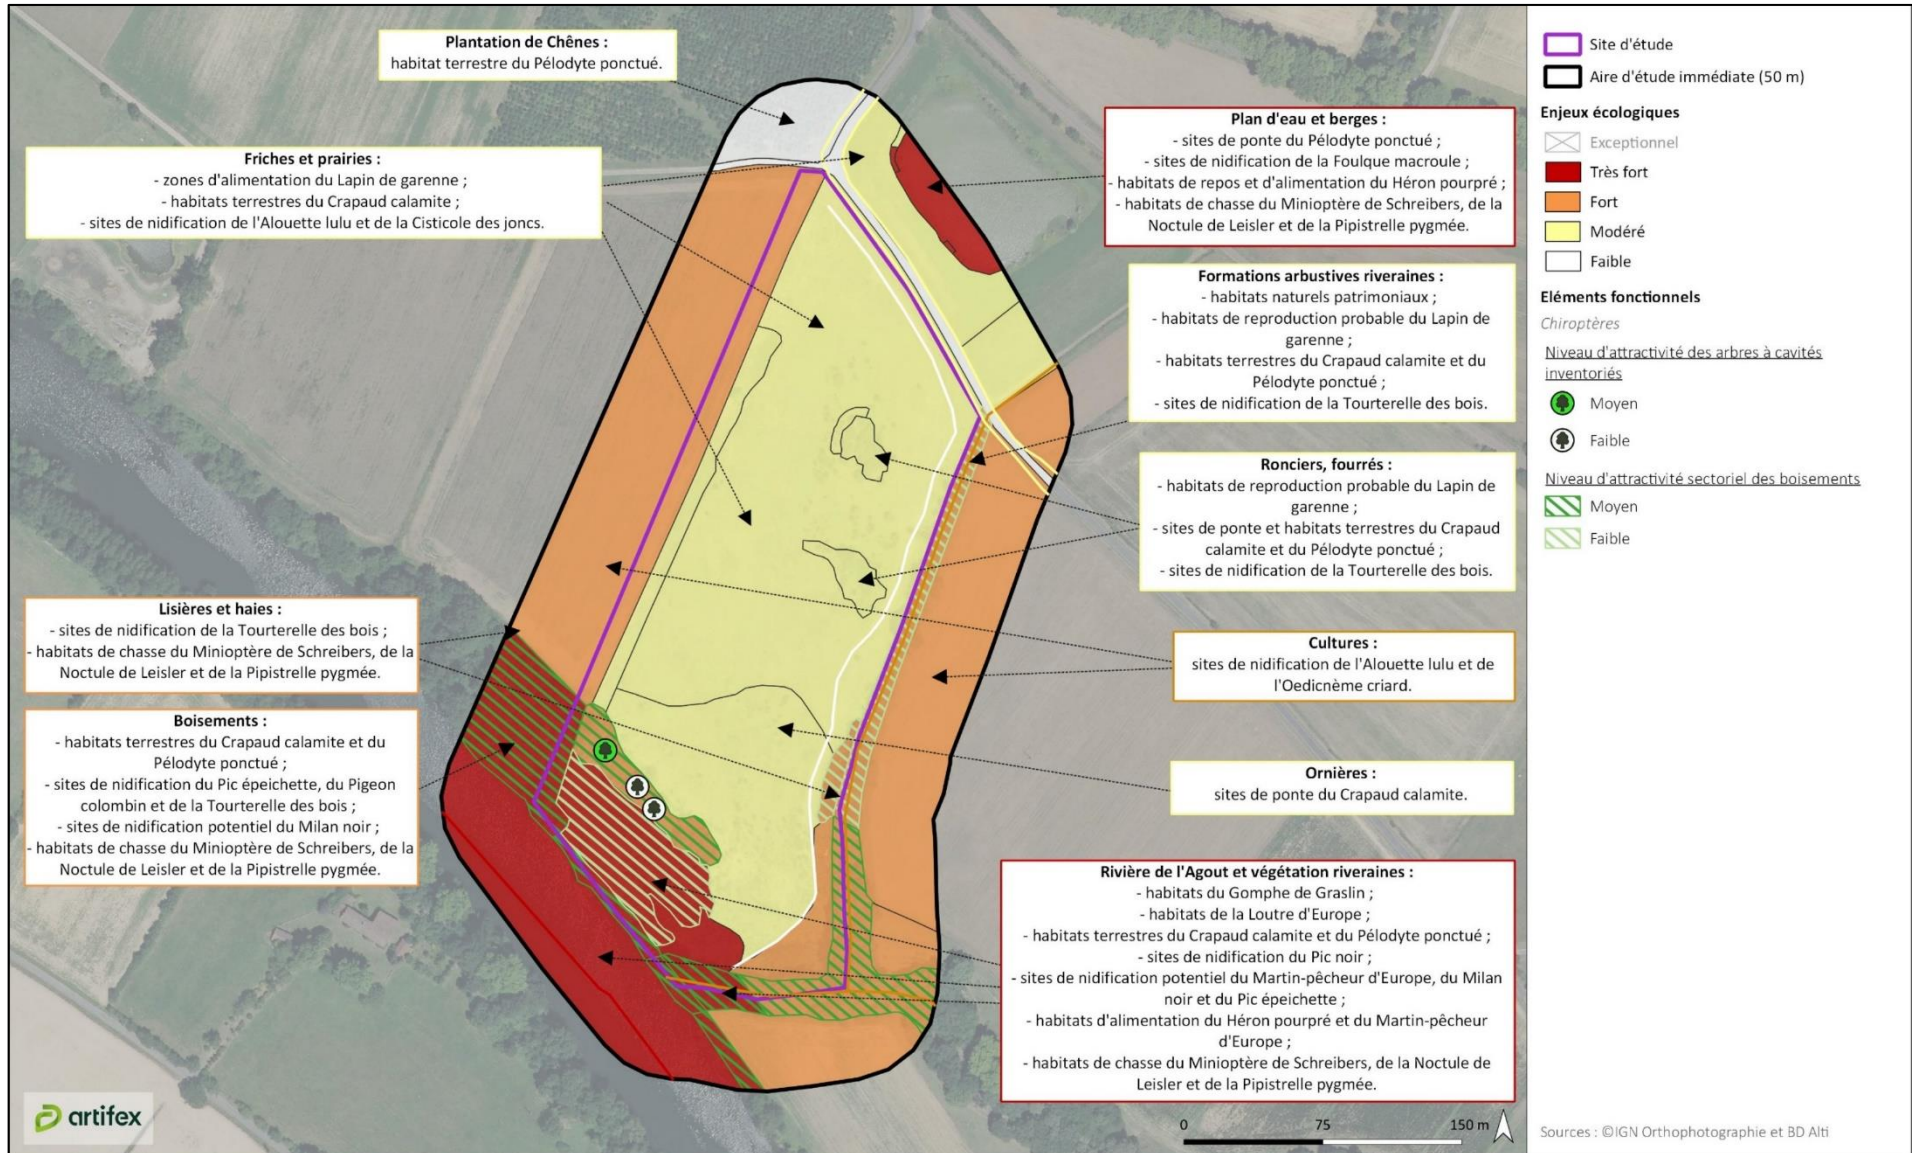 Plantation de Chênes :
habitat terrestre du Pélodyte ponctué.
Friches et prairies :
- zones d'alimentation du Lapin de garenne ;
- habitats terrestres du Crapaud calamite ;
- sites de nidification de l'Alouette lulu et de la Cisticole des joncs.
Lisières et haies :
- sites de nidification de la Tourterelle des bois ;
- habitats de chasse du Minioptère de Schreibers, de la
Noctule de Leisler et de la Pipistrelle pygmée.
Boisements :
- habitats terrestres du Crapaud calamite et du
Pélodyte ponctué ;
- sites de nidification du Pic épeichette, du Pigeon
colombin et de la Tourterelle des bois ;
- sites de nidification potentiel du Milan noir ;
- habitats de chasse du Minioptère de Schreibers, de la
Noctule de Leisler et de la Pipistrelle pygmée.
Plan d'eau et berges :
- sites de ponte du Pélodyte ponctué ;
- sites de nidification de la Foulque macroule ;
- habitats de repos et d'alimentation du Héron pourpré ;
- habitats de chasse du Minioptère de Schreibers, de la
Noctule de Leisler et de la Pipistrelle pygmée.
Formations arbustives riveraines :
- habitats naturels patrimoniaux ;
- habitats de reproduction probable du Lapin de
garenne ;
- habitats terrestres du Crapaud calamite et du
Pélodyte ponctué ;
- sites de nidification de la Tourterelle des bois.
Ronciers, fourrés :
- habitats de reproduction probable du Lapin de
garenne ;
- sites de ponte et habitats terrestres du Crapaud
calamite et du Pélodyte ponctué ;
- sites de nidification de la Tourterelle des bois.
Cultures :
sites de nidification de l'Alouette lulu et de
l'Oedicnème criard.
Ornières :
sites de ponte du Crapaud calamite.
Rivière de l'Agout et végétation riveraines :
- habitats du Gomphe de Graslin ;
- habitats de la Loutre d'Europe ;
- habitats terrestres du Crapaud calamite et du Pélodyte ponctué ;
- sites de nidification du Pic noir ;
- sites de nidification potentiel du Martin-pêcheur d'Europe, du Milan
noir et du Pic épeichette ;
- habitats d'alimentation du Héron pourpré et du Martin-pêcheur
d'Europe ;
- habitats de chasse du Minioptère de Schreibers, de la Noctule de
Leisler et de la Pipistrelle pygmée.
artifex
0 75 150 m
Site d'étude
Aire d'étude immédiate (50 m)
Enjeux écologiques
Exceptionnel
Très fort
Fort
Modéré
Faible
Eléments fonctionnels
Chiroptères
Niveau d'attractivité des arbres à cavités
inventoriés
Moyen
Faible
Niveau d'attractivité sectoriel des boisements
Moyen
Faible
Sources : ©IGN Orthophotographie et BD Alti